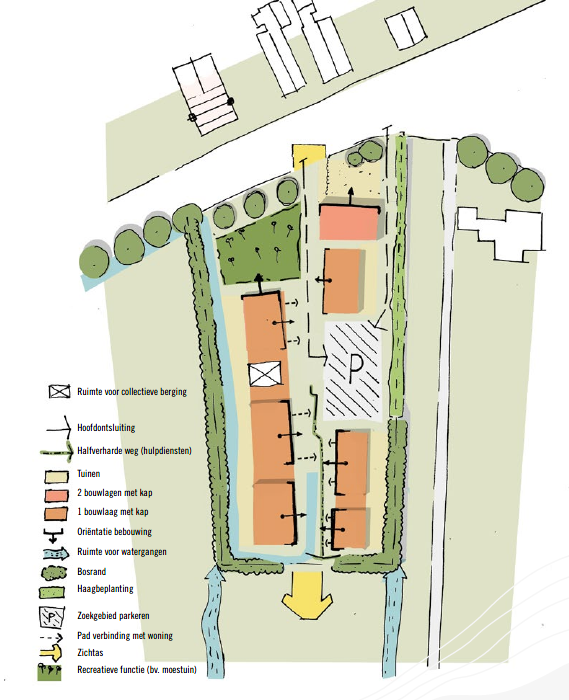 P
Ruimte voor collectieve berging
Hoofdontsluiting
Halfverharde weg (hulpdiensten)
Tuinen
2 bouwlagen met kap
1 bouwlaag met kap
Oriëntatie bebouwing
Ruimte voor watergangen
Bosrand
Haagbeplanting
P
Zoekgebied parkeren
Pad verbinding met woning
Zichtas
Recreatieve functie (bv. moestuin)